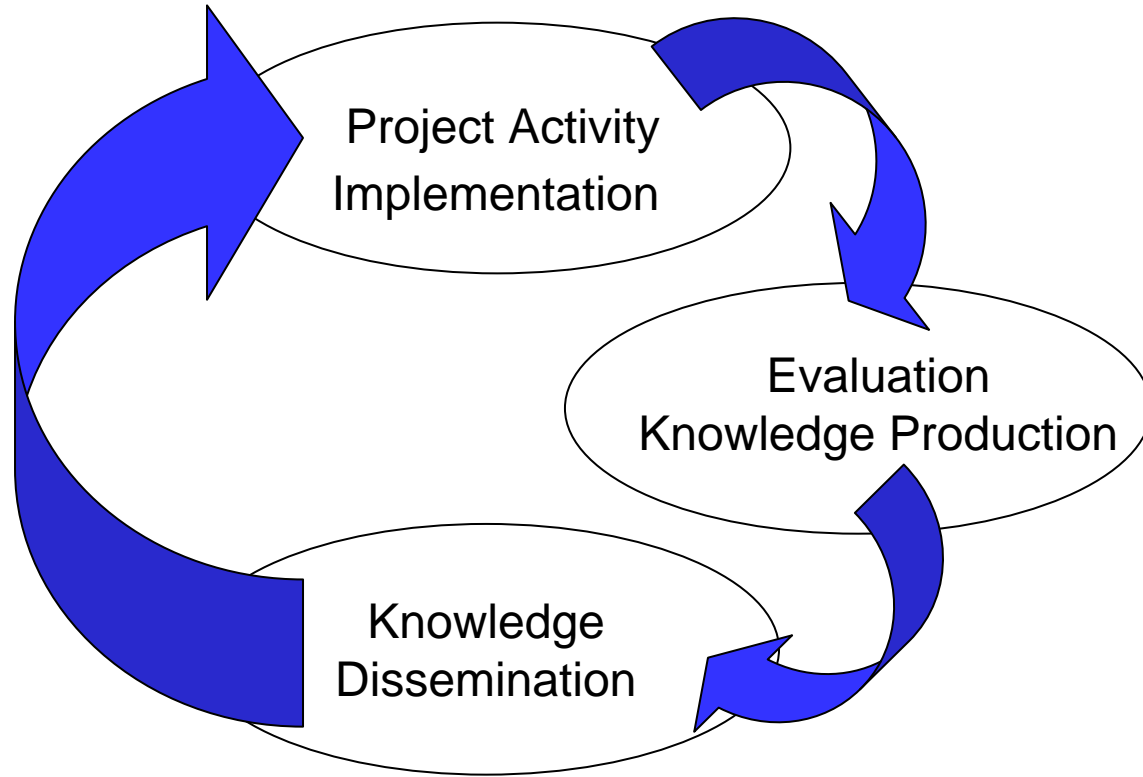 Project Activity
Implementation
Evaluation
Knowledge Production
Knowledge
Dissemination